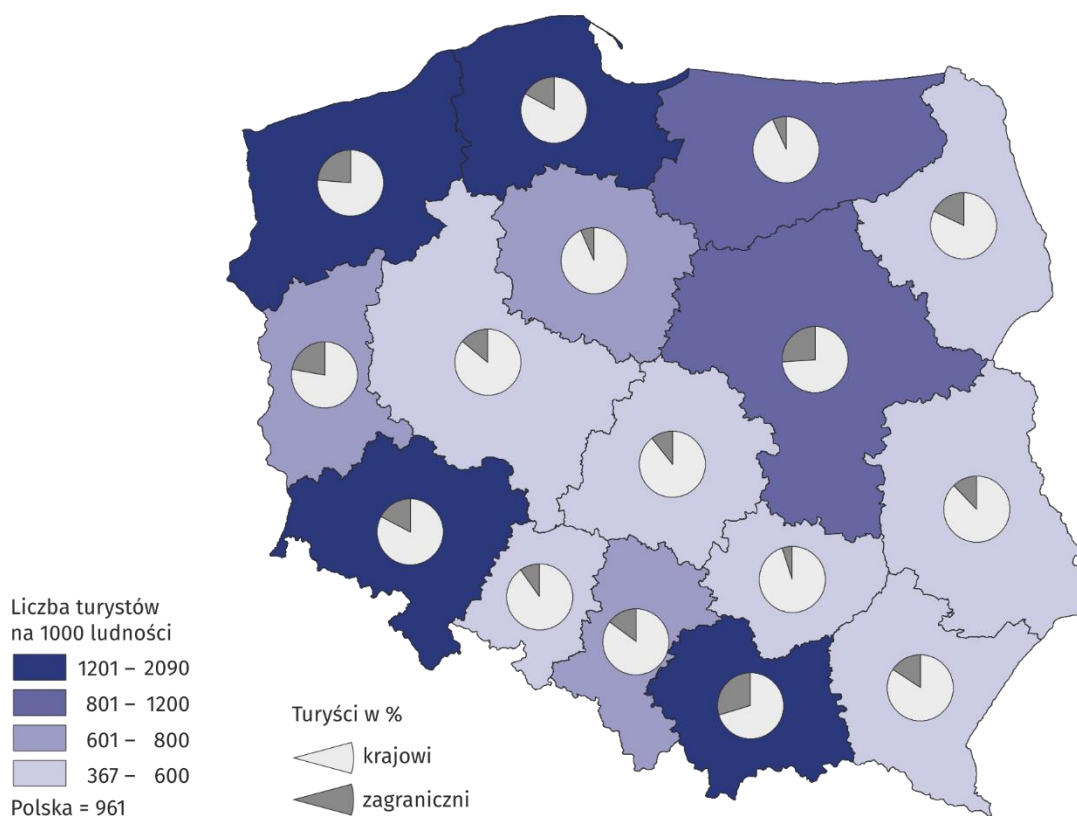 Liczba turystów
na 1000 ludności
1201 – 2090
801 – 1200
601 – 800
367 – 600
Polska = 961
Turyści w %
krajowi
zagraniczni